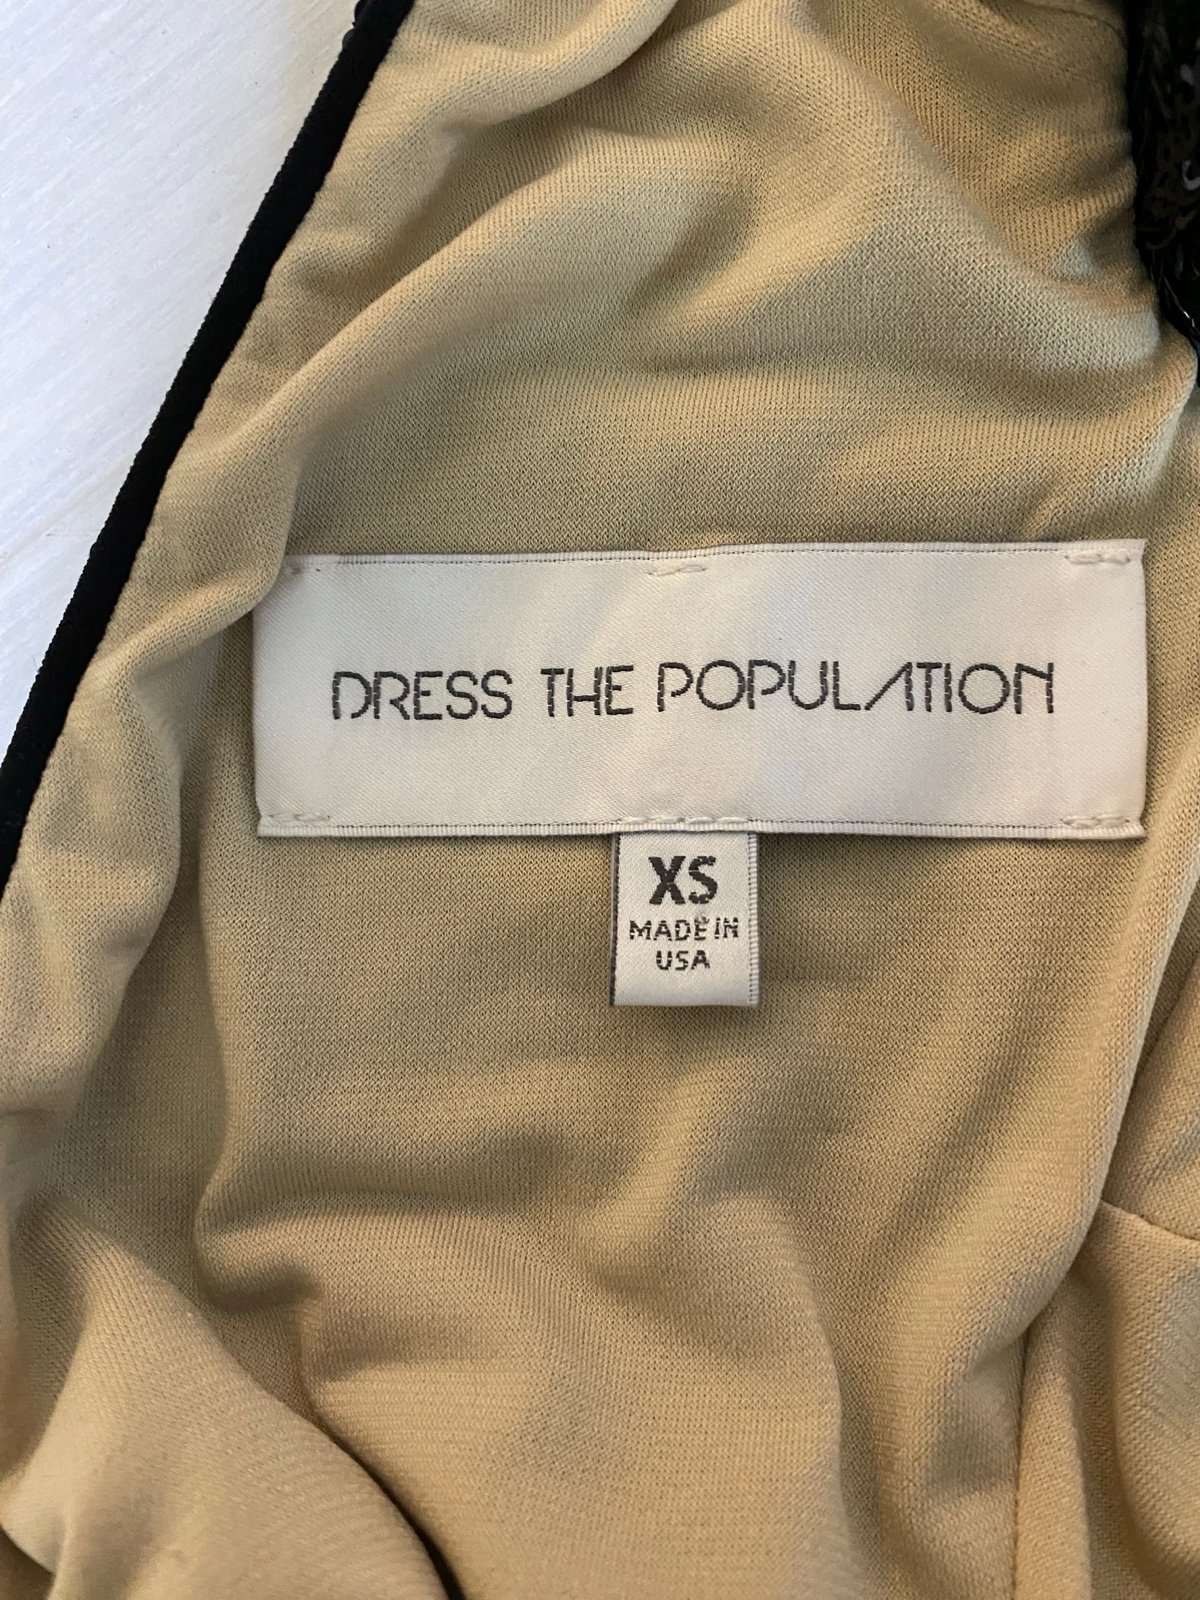 DRESS THE POPULATION
XS
MADE IN
USA